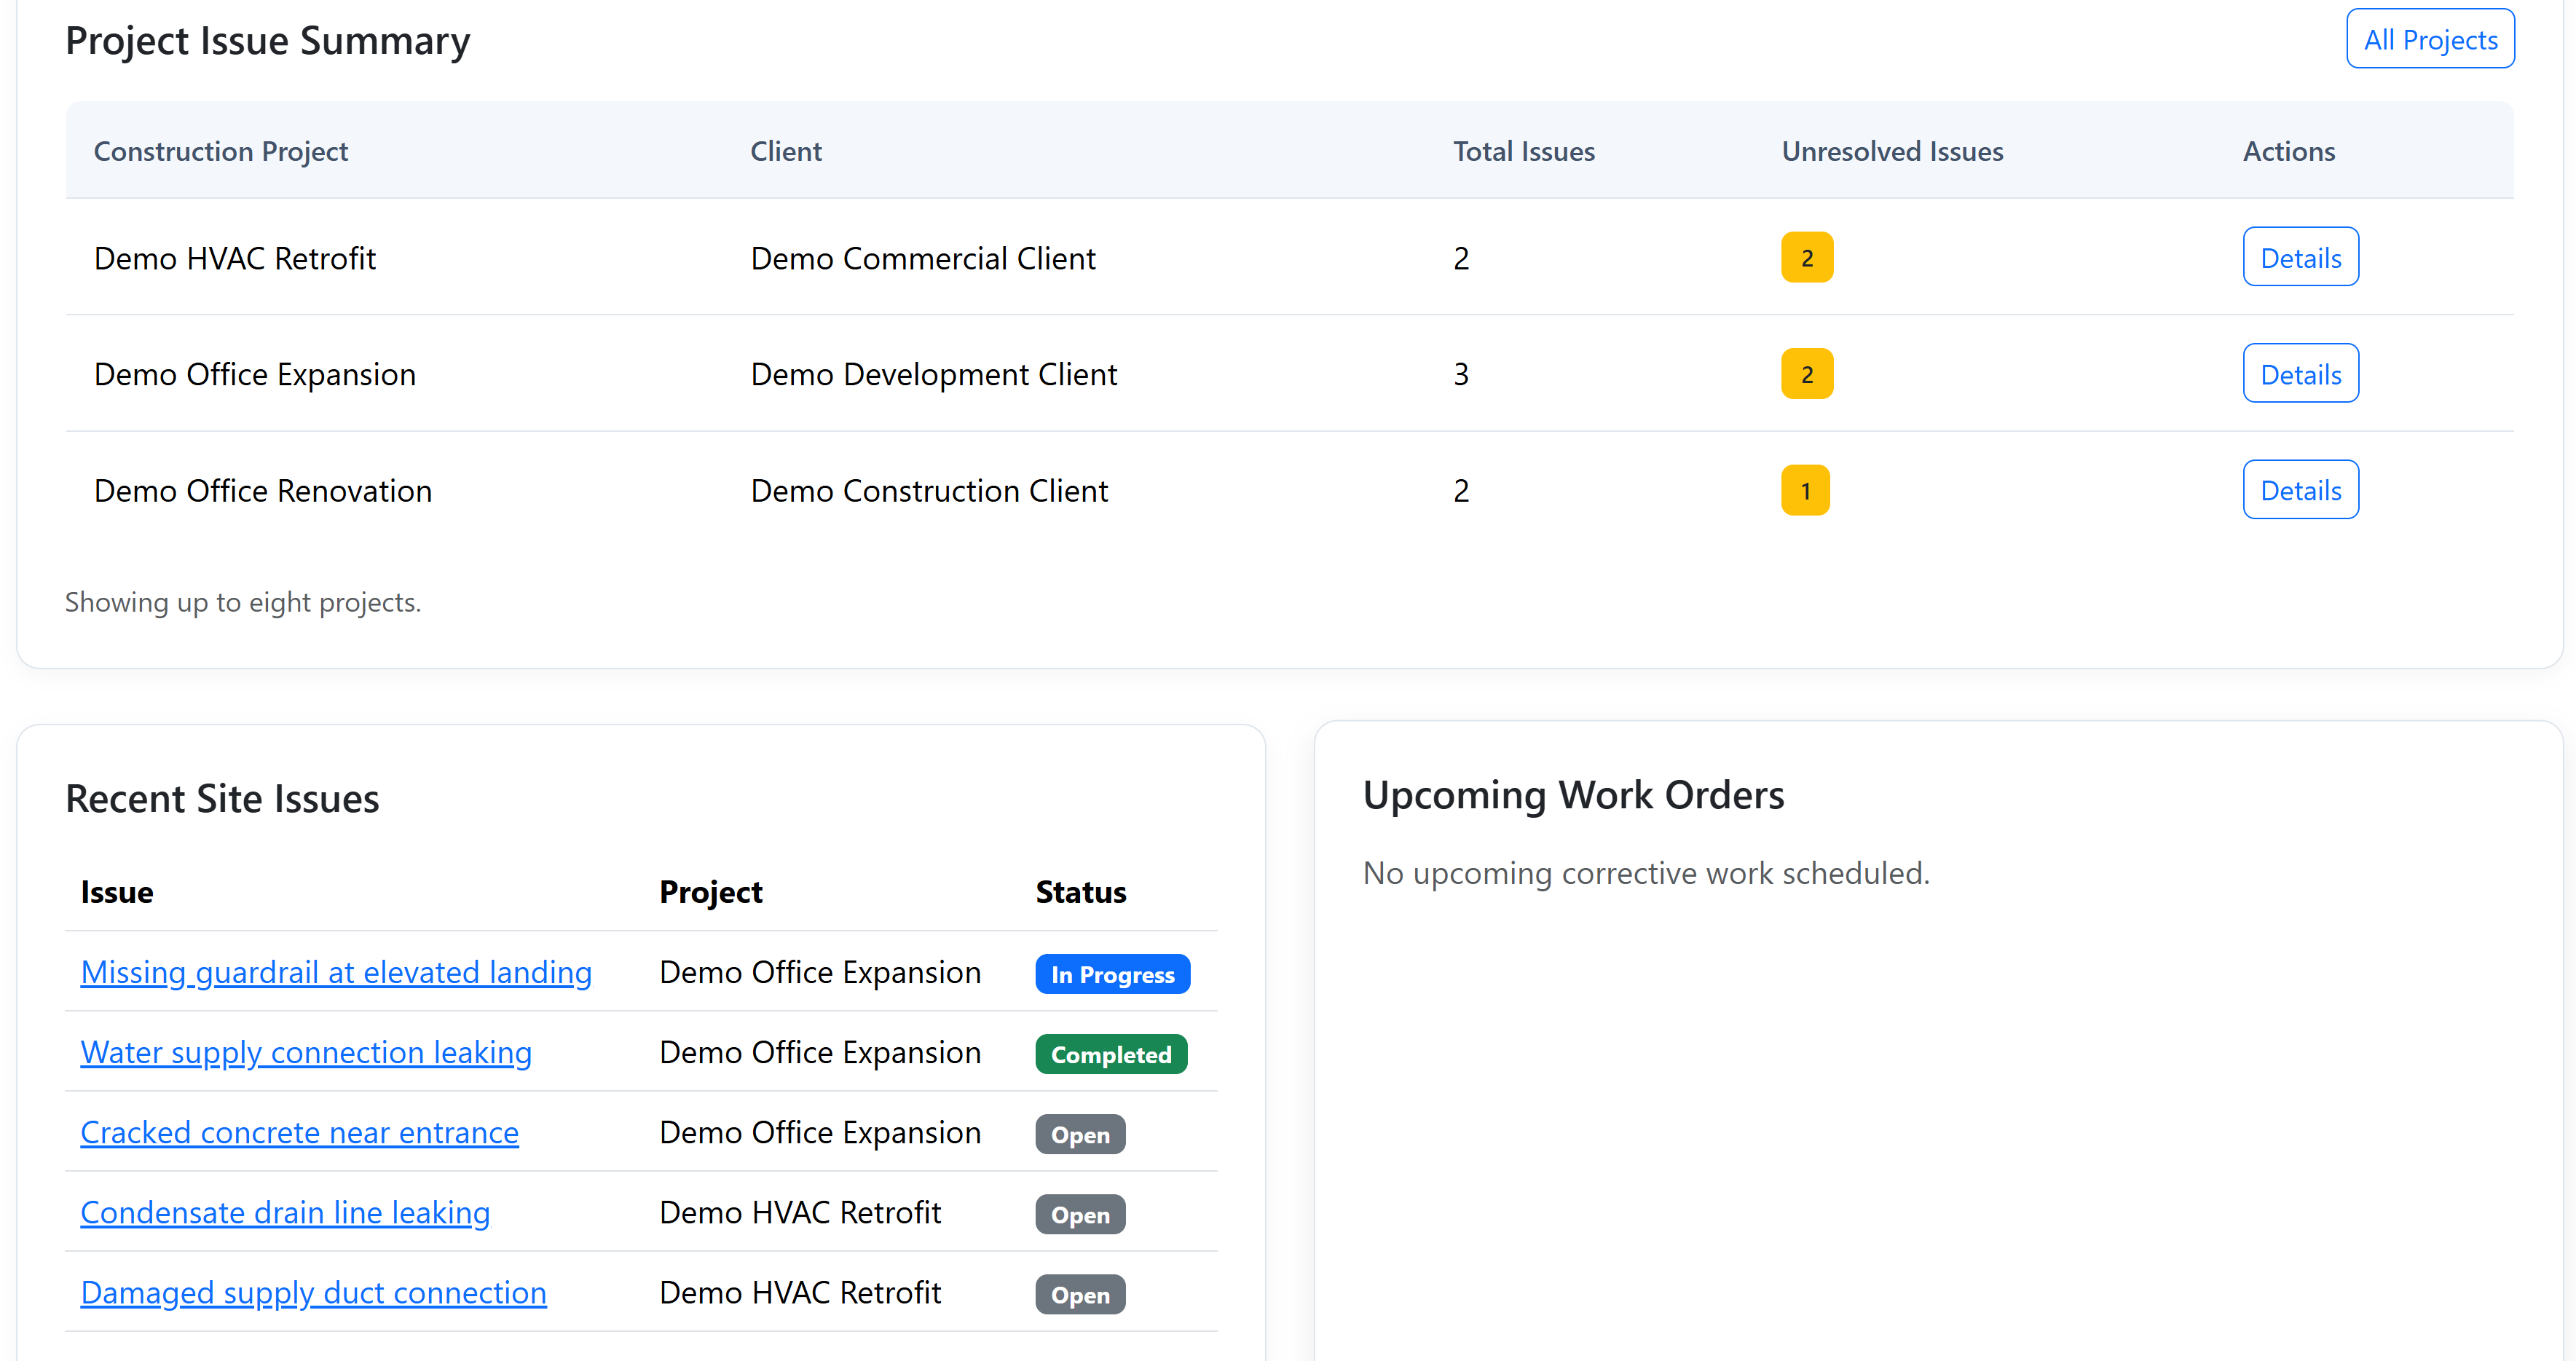 Project Issue Summary
All Projects
Construction Project Client Total Issues Unresolved Issues Actions
Demo HVAC Retrofit Demo Commercial Client 2 2 Details
Demo Office Expansion Demo Development Client 3 2 Details
Demo Office Renovation Demo Construction Client 2 1 Details
Showing up to eight projects.
Recent Site Issues
Issue Project Status
Missing guardrail at elevated landing Demo Office Expansion In Progress
Water supply connection leaking Demo Office Expansion Completed
Cracked concrete near entrance Demo Office Expansion Open
Condensate drain line leaking Demo HVAC Retrofit Open
Damaged supply duct connection Demo HVAC Retrofit Open
Upcoming Work Orders
No upcoming corrective work scheduled.